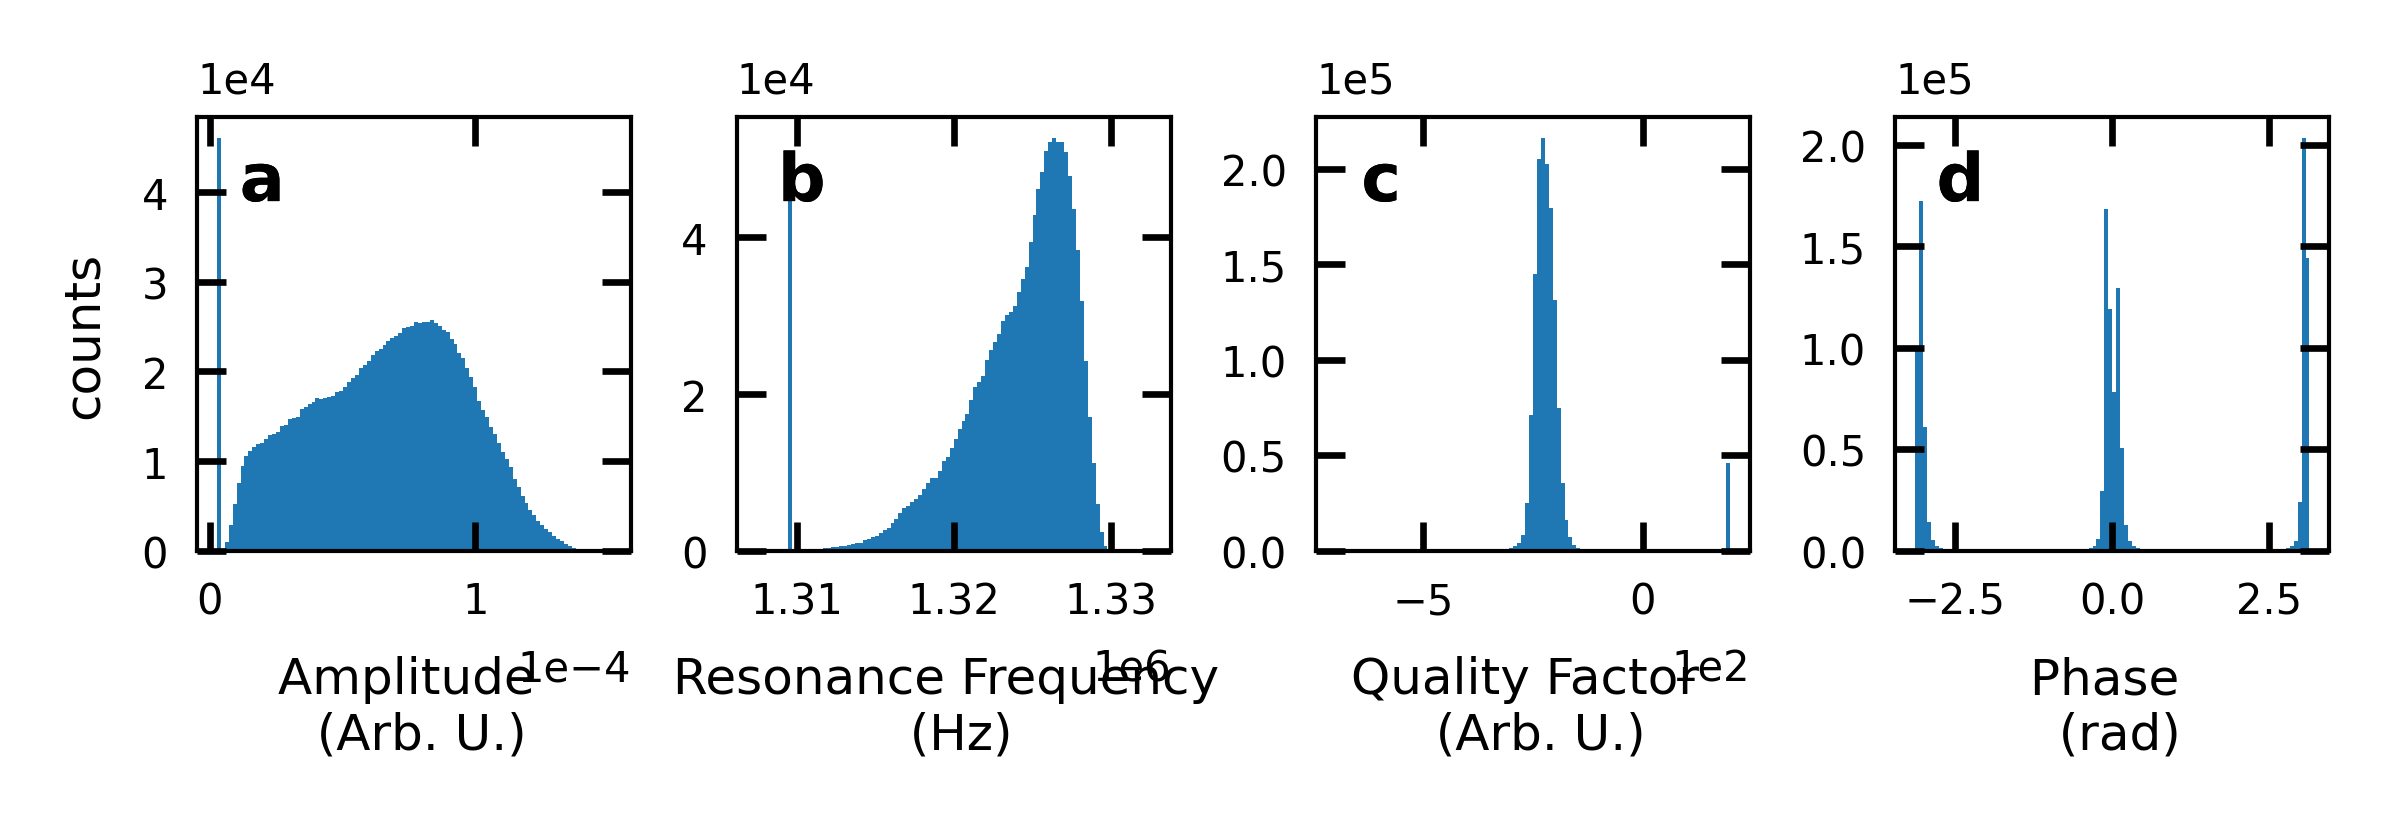 1e4
a
counts
4
3
2
1
0
0 1
1e−4
Amplitude
(Arb. U.)
1e4
b
4
2
0
1.31 1.32 1.33
1e6
Resonance Frequency
(Hz)
1e5
c
2.0
1.5
1.0
0.5
0.0
−5 0
1e2
Quality Factor
(Arb. U.)
1e5
d
2.0
1.5
1.0
0.5
0.0
−2.5 0.0 2.5
Phase
(rad)